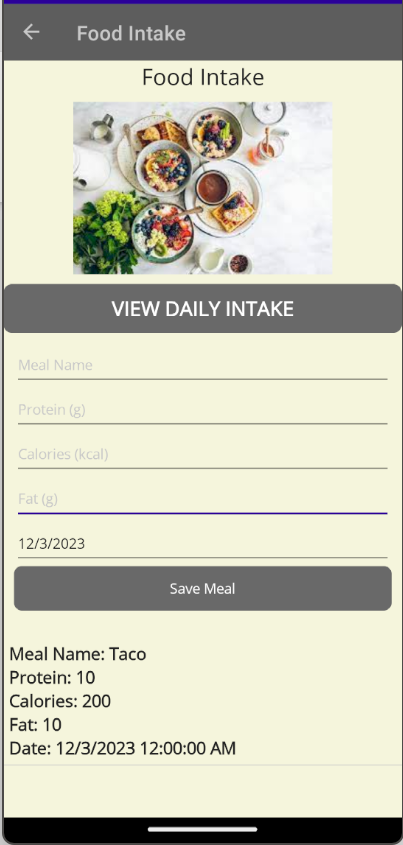 Food Intake
Food Intake
VIEW DAILY INTAKE
Meal Name
Protein (g)
Calories (kcal)
Fat (g)
12/3/2023
Save Meal
Meal Name: Taco
Protein: 10
Calories: 200
Fat: 10
Date: 12/3/2023 12:00:00 AM